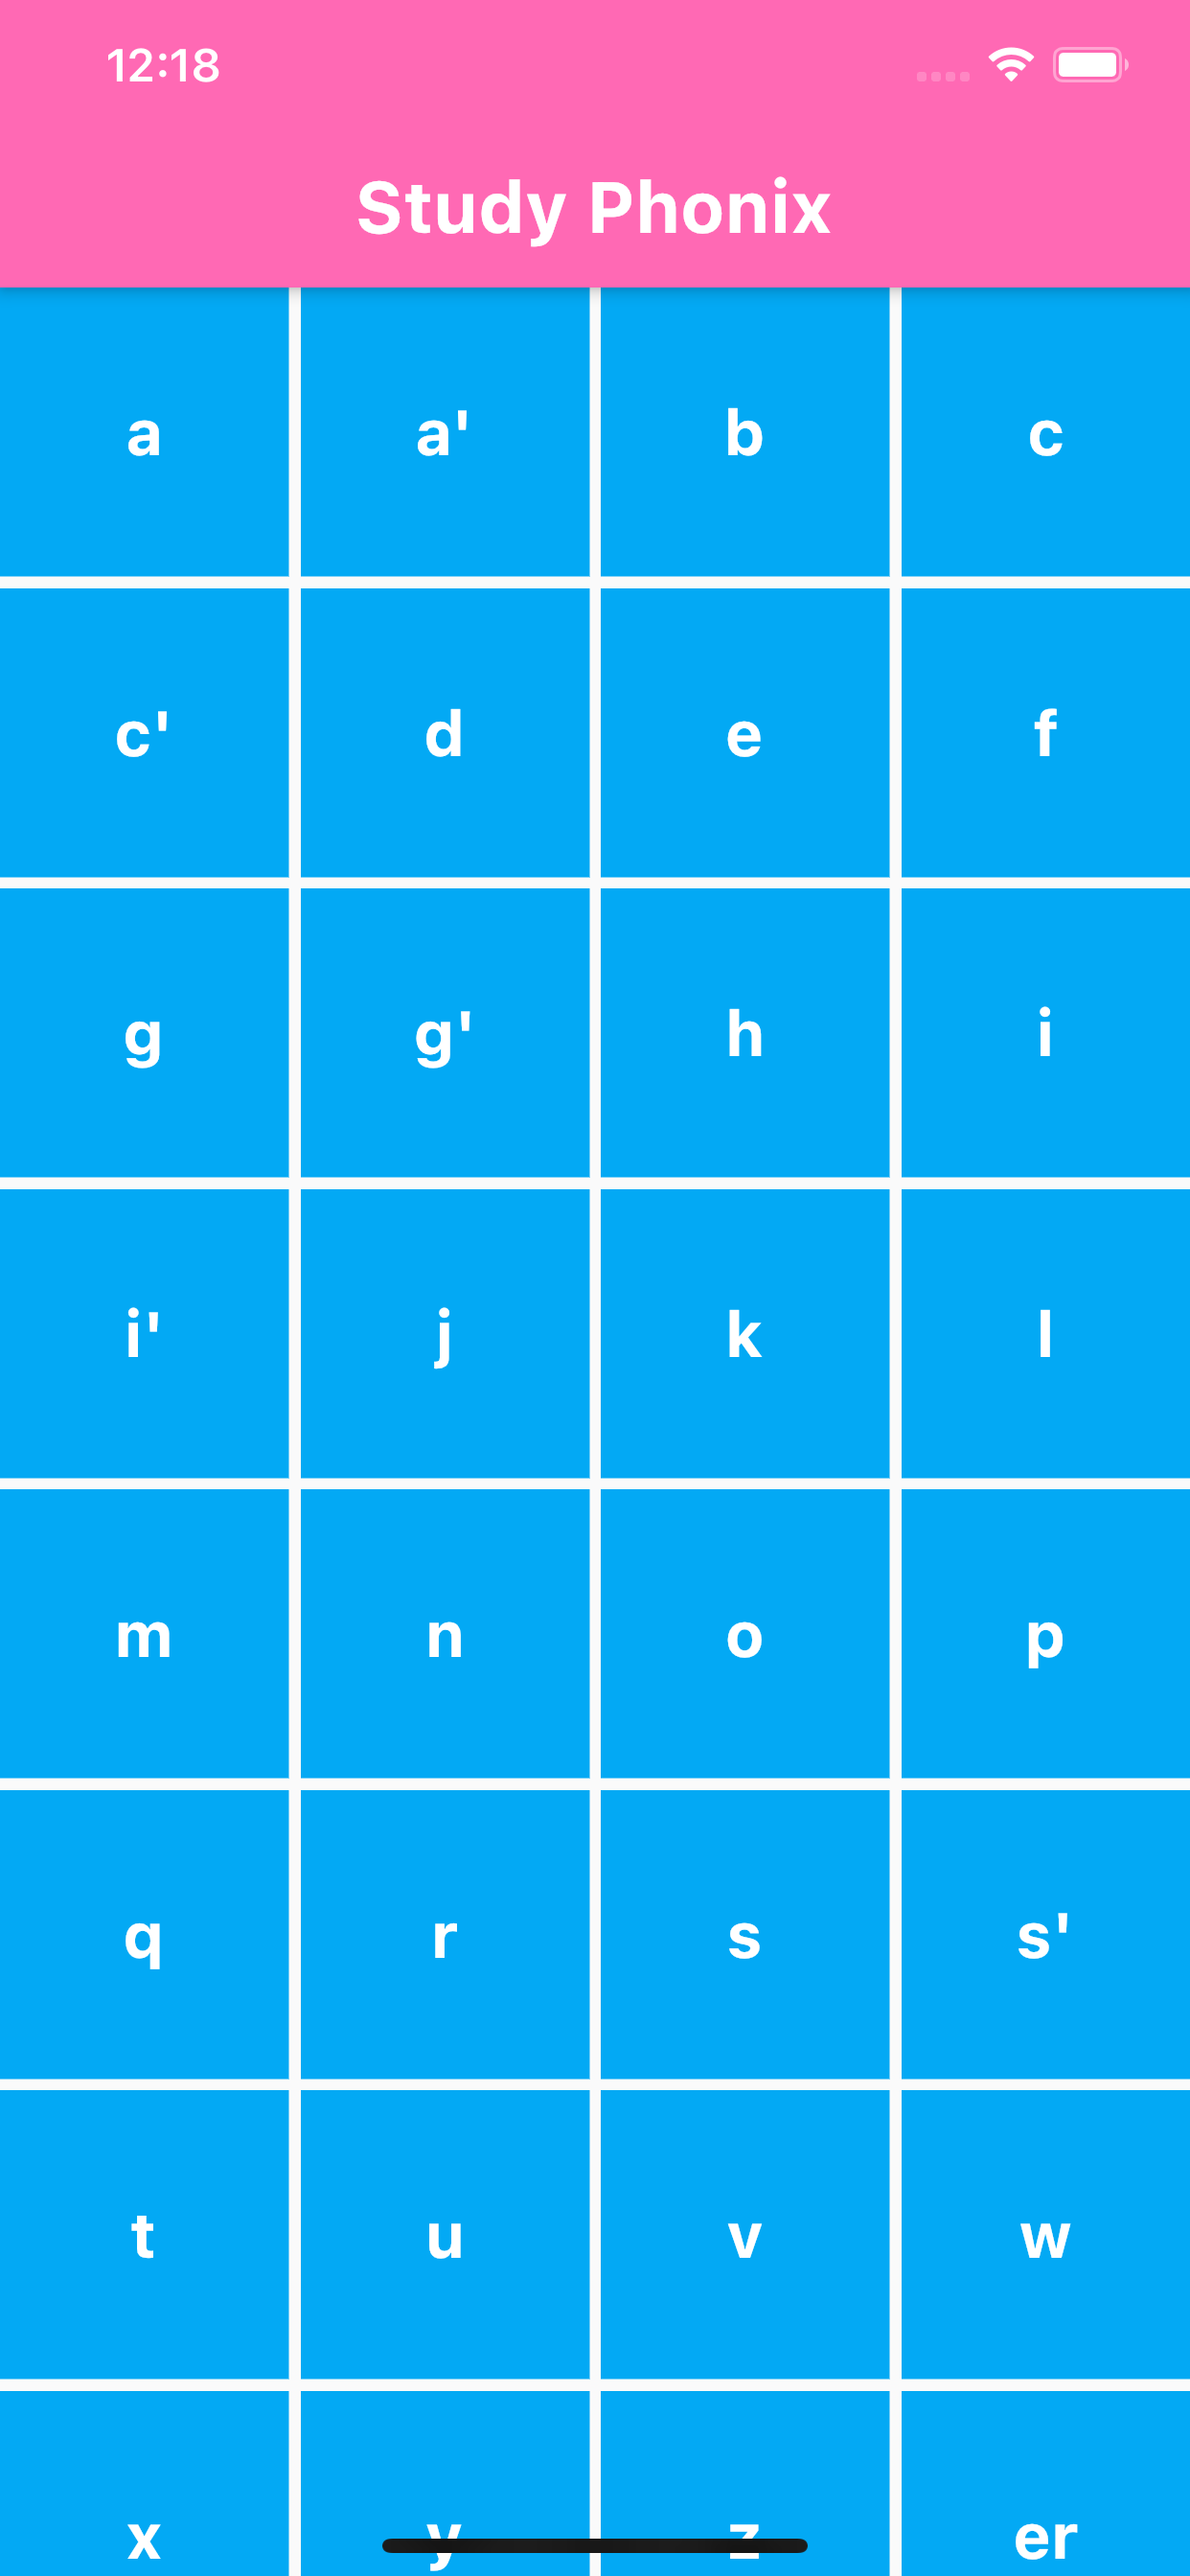 12:18
Study Phonix
a a' b c
c' d e f
g g' h i
i' j k l
m n o p
q r s s'
t u v w
x y z er